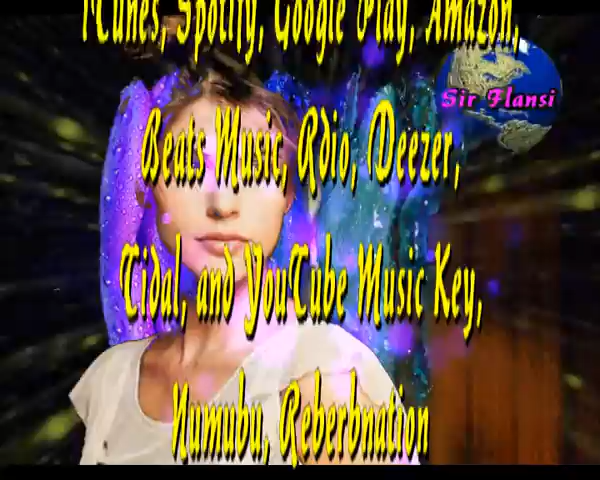 iTunes, Spotify, Google Play, Amazon,
Sir Flansi
Beats Music, Rdio, Deezer,
Tidal, and YouTube Music Key,
Numubu, Reberbnation